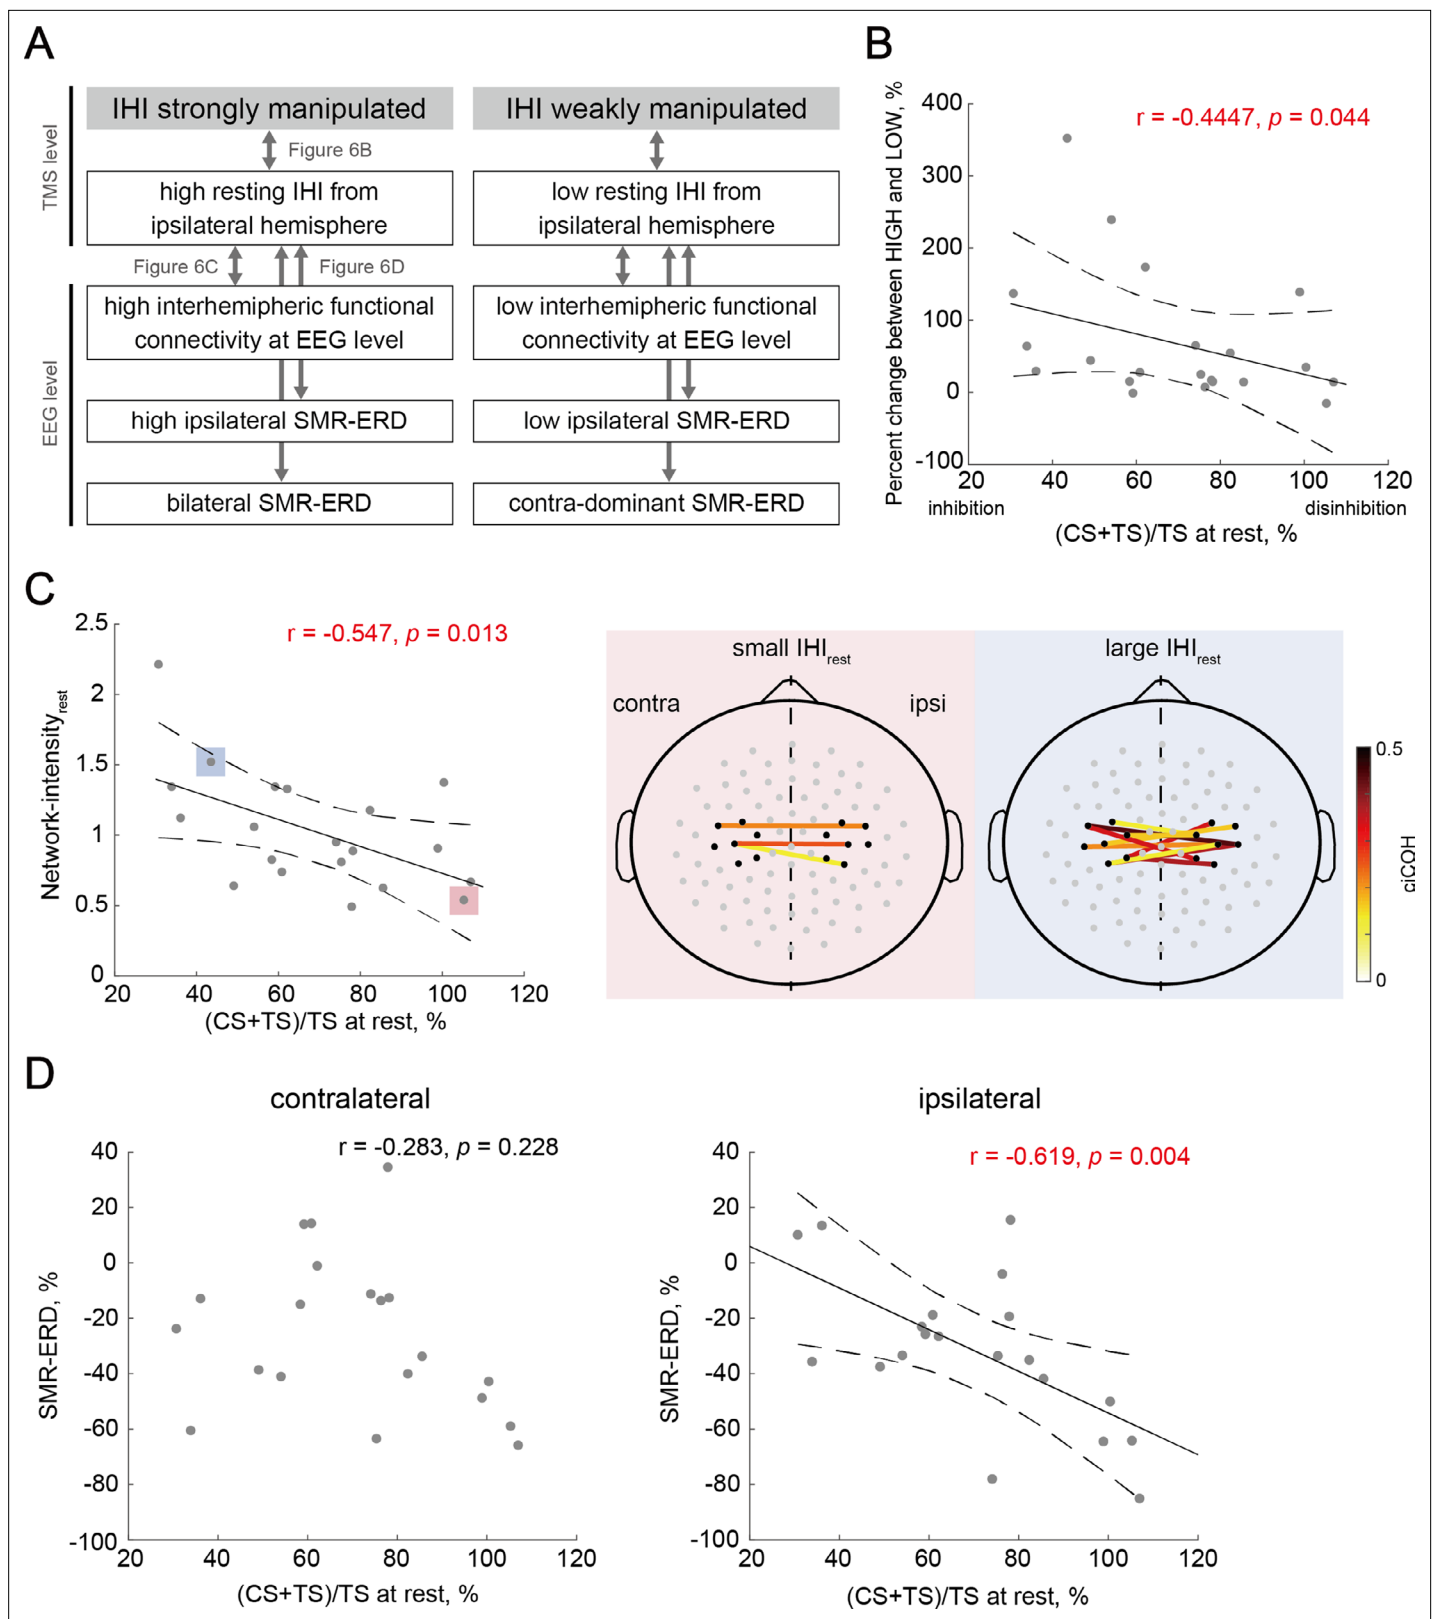 A
TMS level
EEG level
IHI strongly manipulated
IHI weakly manipulated
Figure 6B
high resting IHI from
ipsilateral hemisphere
low resting IHI from
ipsilateral hemisphere
Figure 6C
Figure 6D
high interhemipheric functional
connectivity at EEG level
low interhemipheric functional
connectivity at EEG level
high ipsilateral SMR-ERD
low ipsilateral SMR-ERD
bilateral SMR-ERD
contra-dominant SMR-ERD
B
Percent change between HIGH and LOW, %
r = -0.4447, p = 0.044
400
300
200
100
0
-100
20 40 60 80 100 120
inhibition disinhibition
(CS+TS)/TS at rest, %
C
Network-intensityrest
r = -0.547, p = 0.013
2.5
2
1.5
1
0.5
0
20 40 60 80 100 120
(CS+TS)/TS at rest, %
small IHIrest
contra ipsi
large IHIrest
0.5
ciCOH
0
D
contralateral
r = -0.283, p = 0.228
SMR-ERD, %
40
20
0
-20
-40
-60
-80
-100
20 40 60 80 100 120
(CS+TS)/TS at rest, %
ipsilateral
r = -0.619, p = 0.004
SMR-ERD, %
40
20
0
-20
-40
-60
-80
-100
20 40 60 80 100 120
(CS+TS)/TS at rest, %